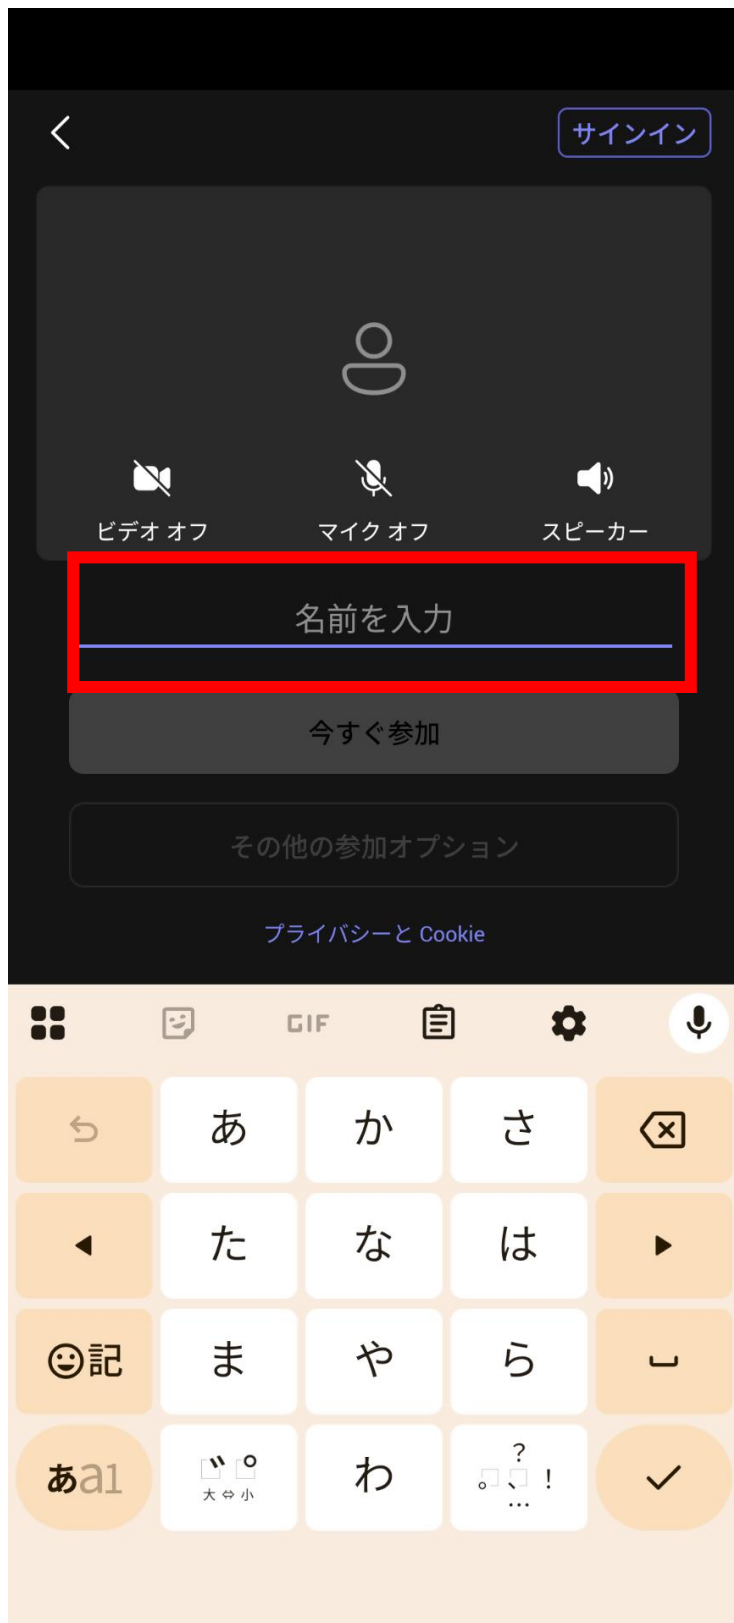 サインイン
ビデオ オフ
マイク オフ
スピーカー
名前を入力
今すぐ参加
その他の参加オプション
プライバシーと Cookie
GIF
あ
か
さ
た
な
は
記
ま
や
ら
あa1
゛゜
大⇔小
わ
?
。、!
…